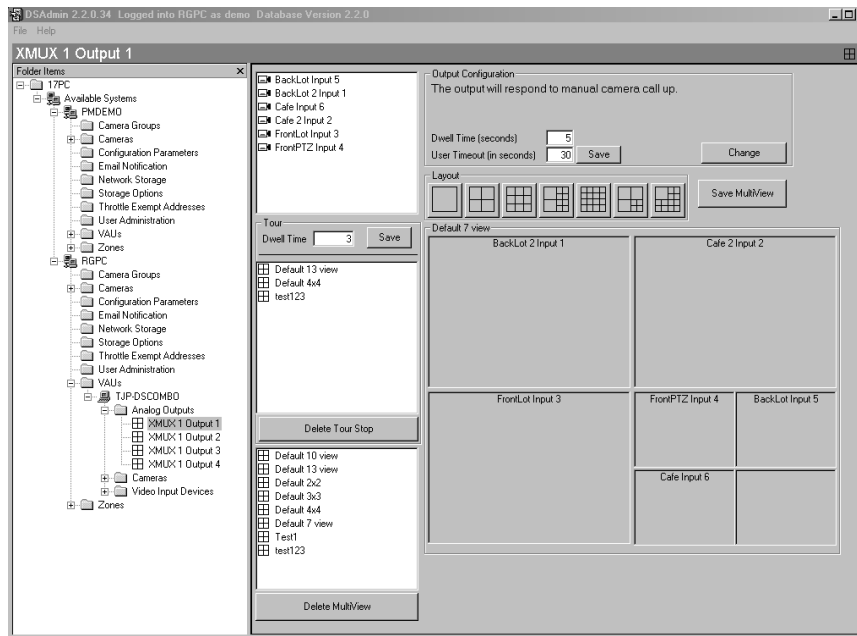 DSAdmin 2.2.0.34 Logged into RGPC as demo Database Version 2.2.0
File Help
XMUX 1 Output 1
Folder Items
17PC
Available Systems
PMDEMO
Camera Groups
Cameras
Configuration Parameters
Email Notification
Network Storage
Storage Options
Throttle Exempt Addresses
User Administration
VAUs
Zones
RGPC
Camera Groups
Cameras
Configuration Parameters
Email Notification
Network Storage
Storage Options
Throttle Exempt Addresses
User Administration
VAUs
TJP-DSCOMBO
Analog Outputs
XMUX 1 Output 1
XMUX 1 Output 2
XMUX 1 Output 3
XMUX 1 Output 4
Cameras
Video Input Devices
Zones
BackLot Input 5
BackLot 2 Input 1
Cafe Input 6
Cafe 2 Input 2
FrontLot Input 3
FrontPTZ Input 4
Tour
Dwell Time 3 Save
Default 13 view
Default 4x4
test123
Delete Tour Stop
Default 10 view
Default 13 view
Default 2x2
Default 3x3
Default 4x4
Default 7 view
Test1
test123
Delete MultiView
Output Configuration
The output will respond to manual camera call up.
Dwell Time (seconds) 5
User Timeout (in seconds) 30 Save Change
Layout
Save MultiView
Default 7 view
BackLot 2 Input 1 Cafe 2 Input 2
FrontLot Input 3 FrontPTZ Input 4 BackLot Input 5
Cafe Input 6